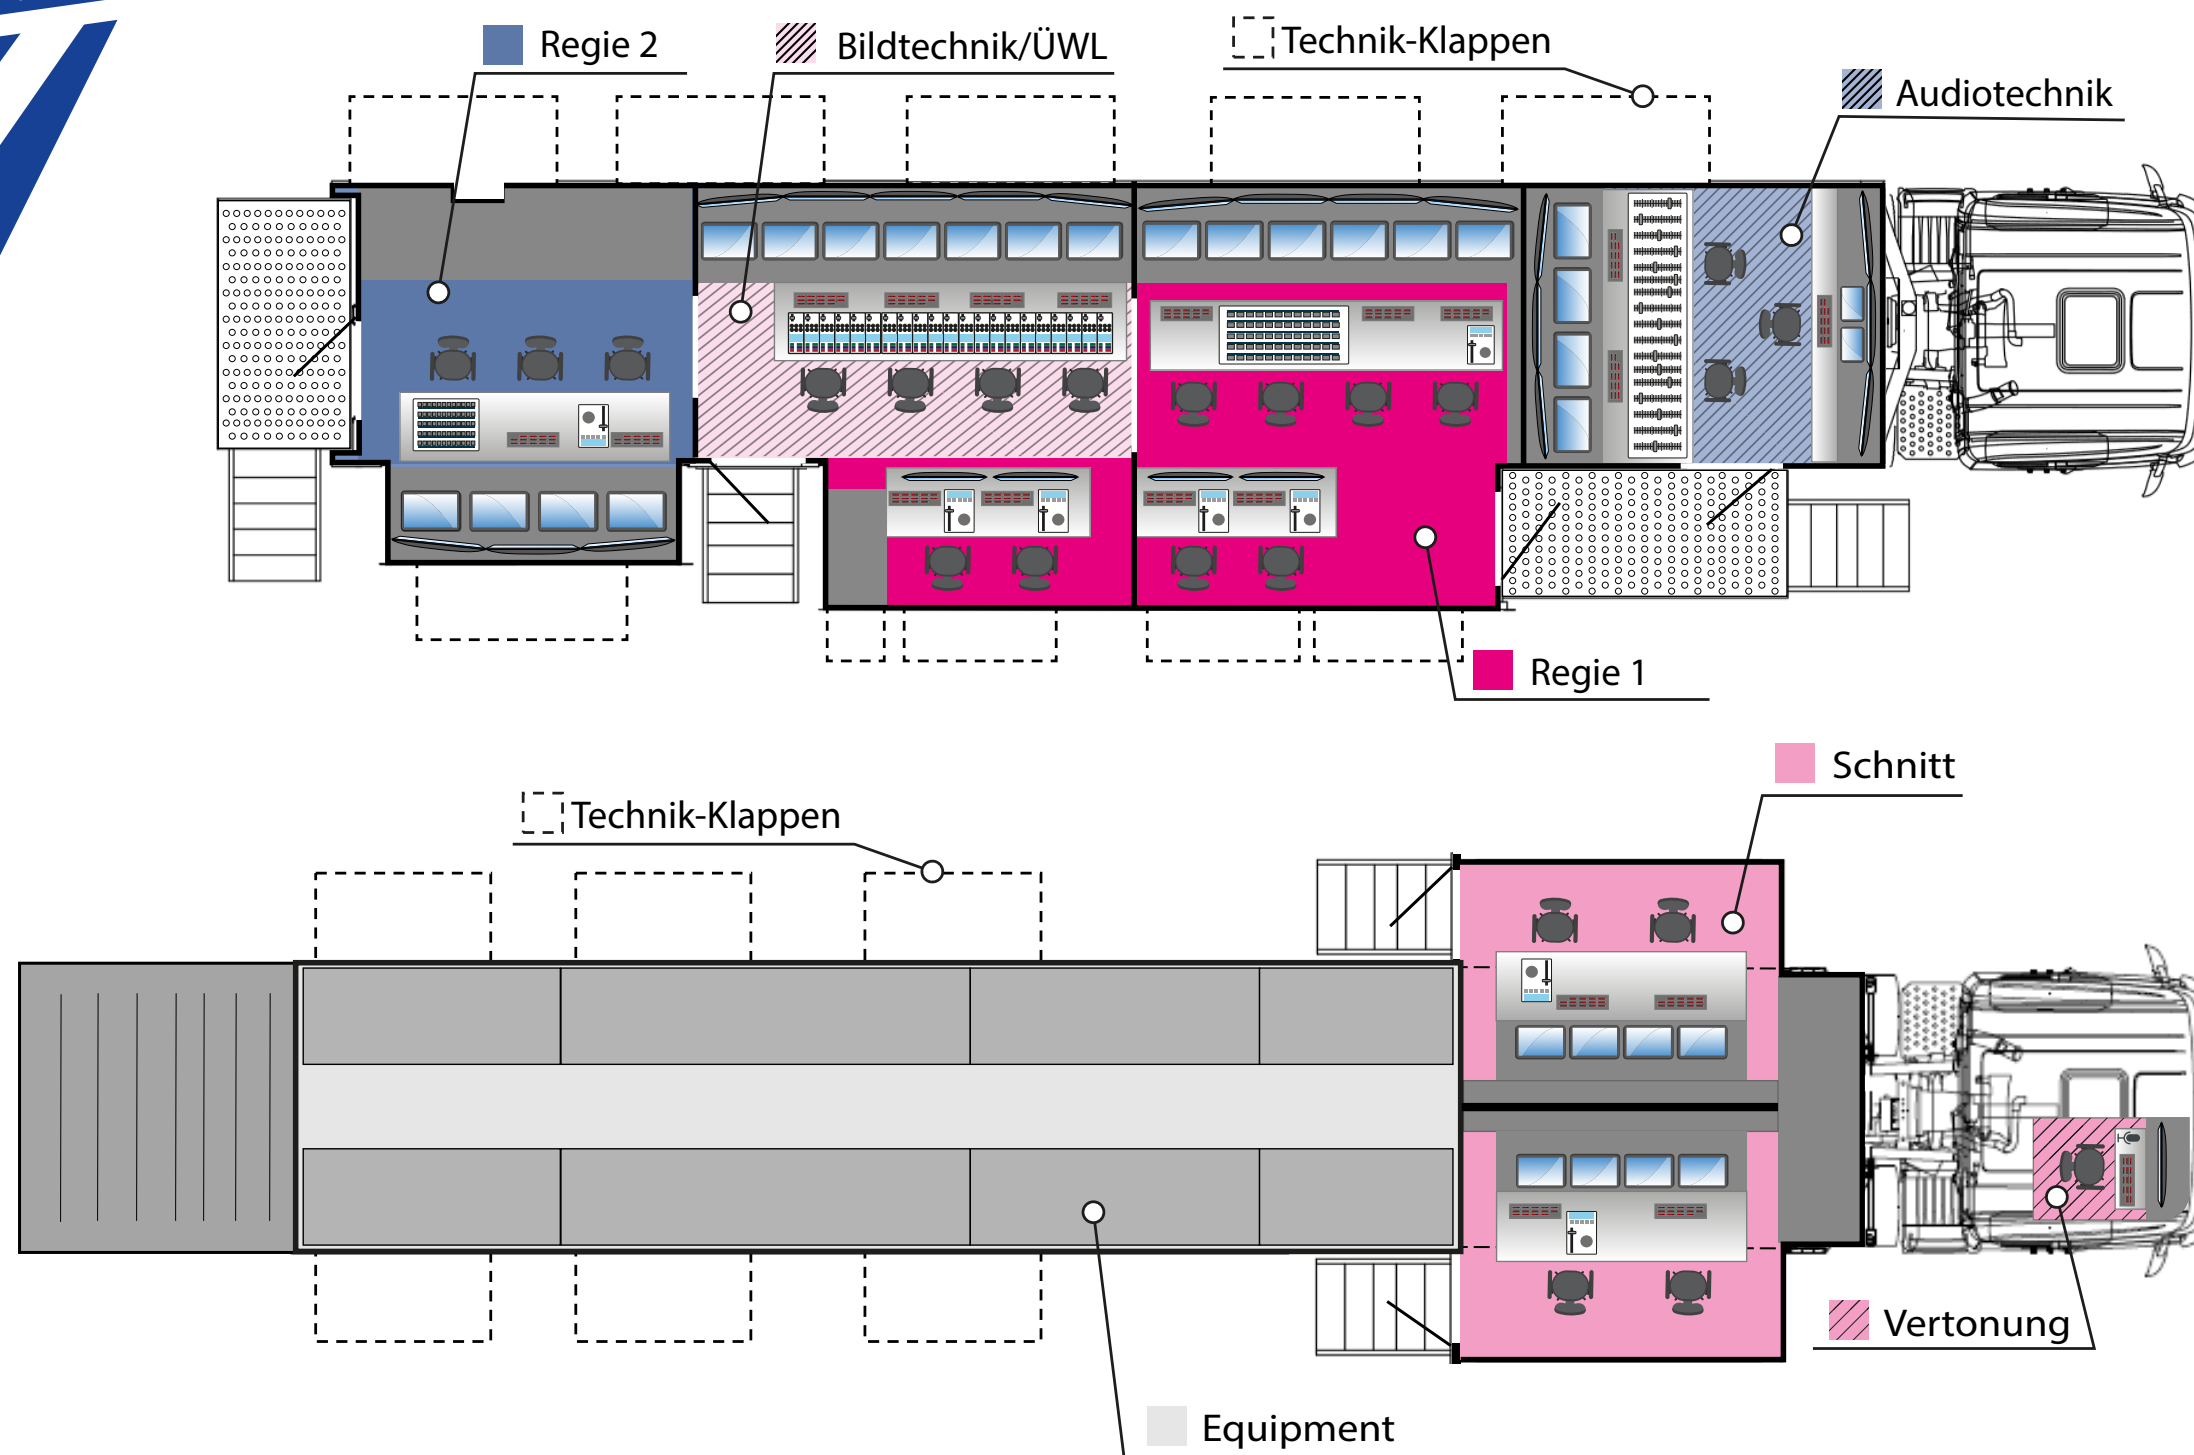 Regie 2
Bildtechnik/ÜWL
Technik-Klappen
Audiotechnik
Regie 1
Schnitt
Technik-Klappen
Vertonung
Equipment